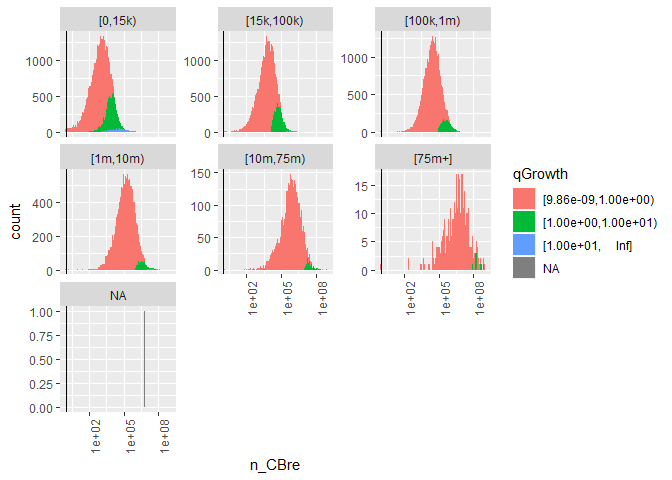 [0,15k) [15k,100k) [100k,1m)
1000 1000 1000
500 500 500
0 0 0
[1m,10m) [10m,75m) [75m+]
600 150 15
400 100 10
200 50 5
0 0 0
NA
1.00
0.75
0.50
0.25
0.00
1e+02 1e+05 1e+08 1e+02 1e+05 1e+08 1e+02 1e+05 1e+08
count
n_CBre
qGrowth
[9.86e-09,1.00e+00)
[1.00e+00,1.00e+01)
[1.00e+01, Inf]
NA